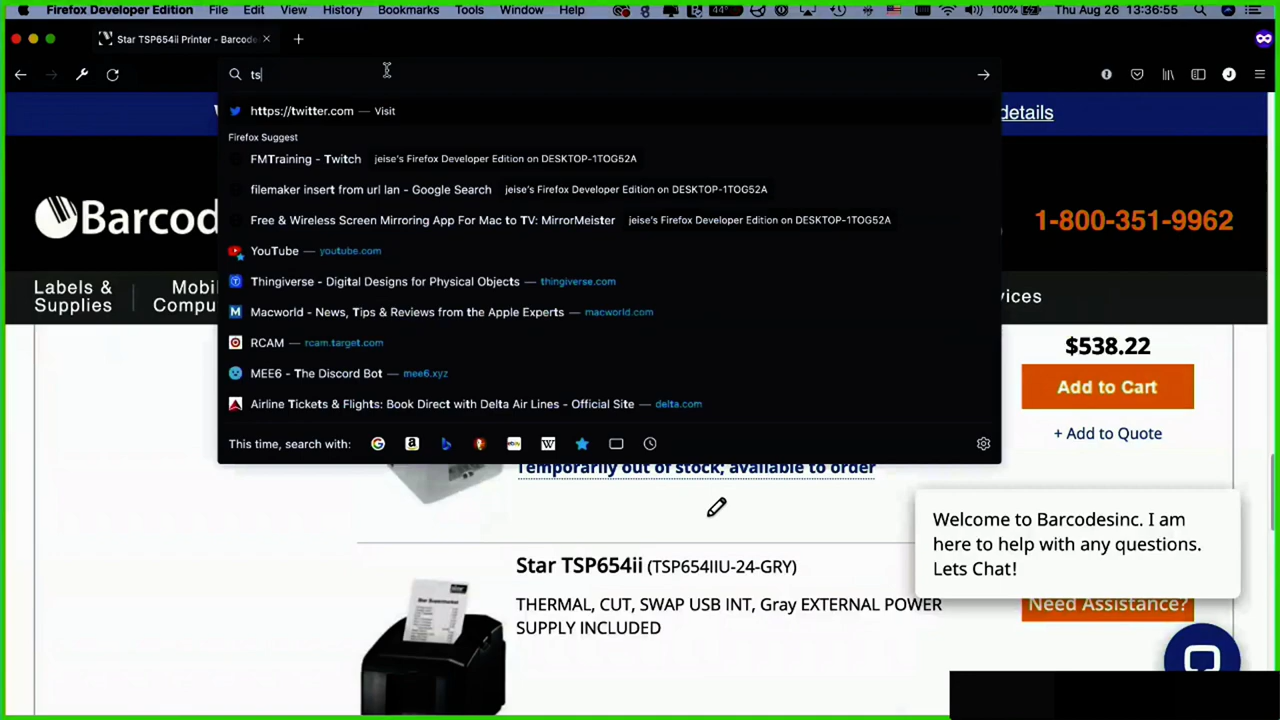 Firefox Developer Edition File Edit View History Bookmarks Tools Window Help 44° 100% Thu Aug 26 13:36:55
Star TSP654ii Printer - Barcode
ts
J
https://twitter.com — Visit
details
Firefox Suggest
FMTraining - Twitch jeise's Firefox Developer Edition on DESKTOP-1TOG52A
filemaker insert from url lan - Google Search jeise's Firefox Developer Edition on DESKTOP-1TOG52A
Barcodes
Free & Wireless Screen Mirroring App For Mac to TV: MirrorMeister jeise's Firefox Developer Edition on DESKTOP-1TOG52A
1-800-351-9962
YouTube — youtube.com
Thingiverse - Digital Designs for Physical Objects — thingiverse.com
Labels &
Supplies
Mobi
Compu
vices
Macworld - News, Tips & Reviews from the Apple Experts — macworld.com
RCAM — rcam.target.com
$538.22
MEE6 - The Discord Bot — mee6.xyz
Add to Cart
Airline Tickets & Flights: Book Direct with Delta Air Lines - Official Site — delta.com
+ Add to Quote
This time, search with:
Temporarily out of stock; available to order
Welcome to Barcodesinc. I am
here to help with any questions.
Lets Chat!
Star TSP654ii (TSP654IIU-24-GRY)
THERMAL, CUT, SWAP USB INT, Gray EXTERNAL POWER
SUPPLY INCLUDED
Need Assistance?
Star Supermarket